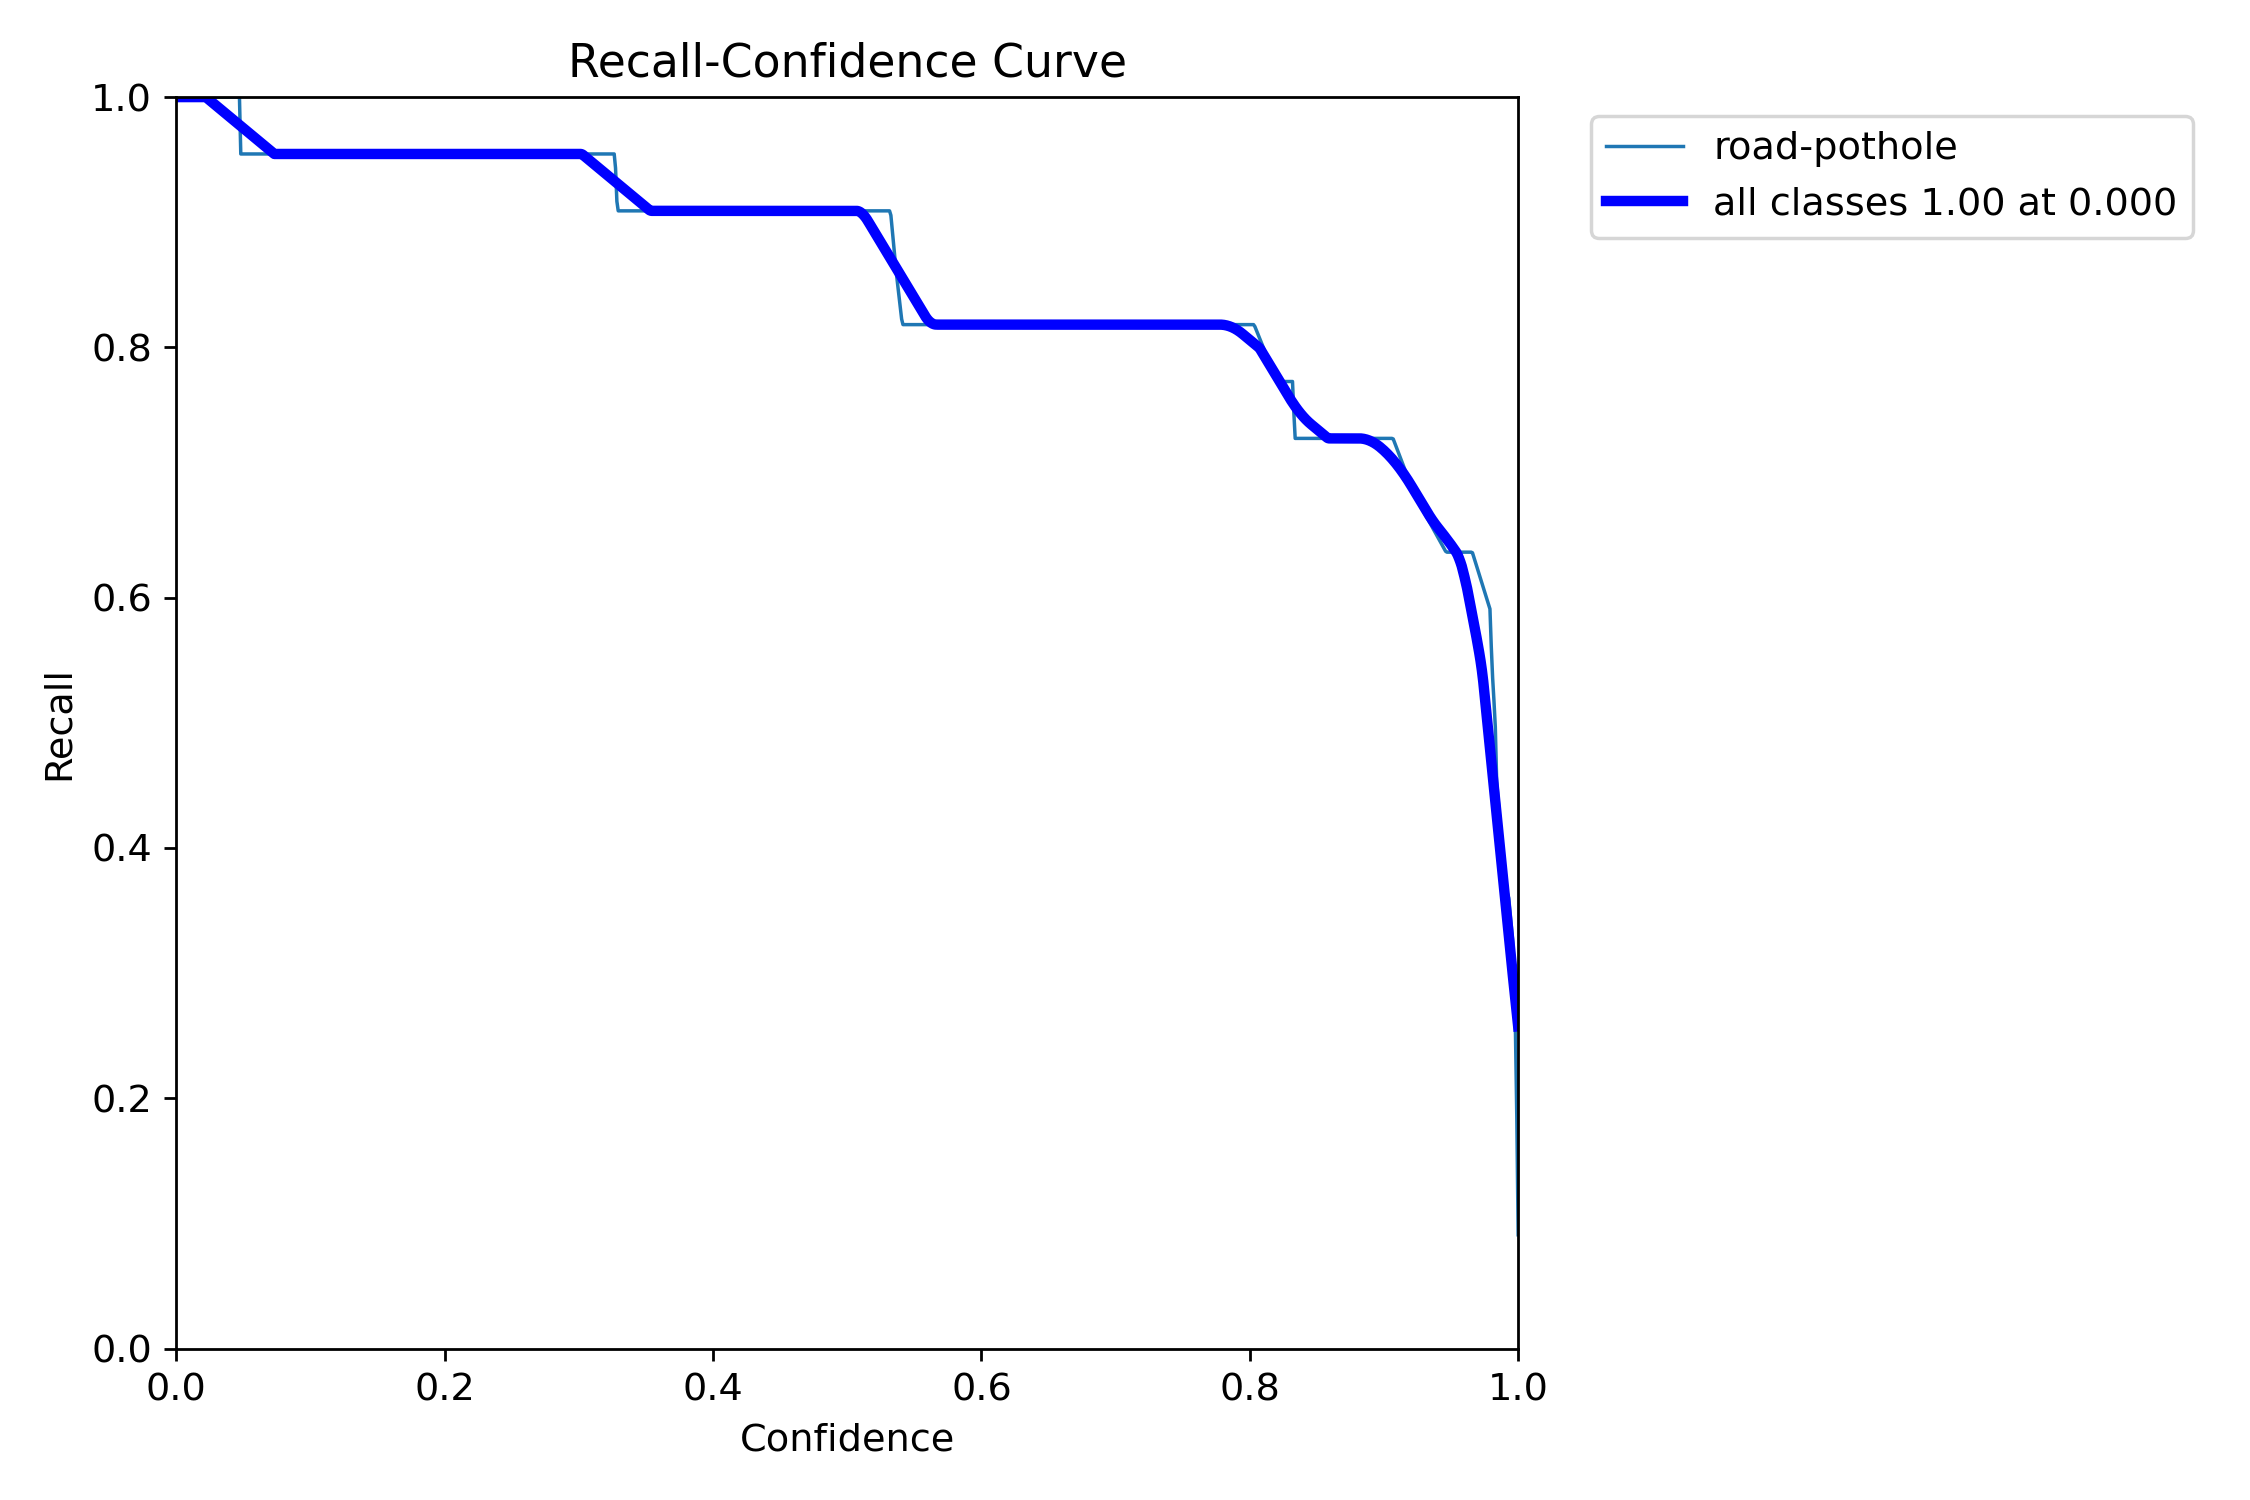 Recall-Confidence Curve
1.0
0.8
0.6
0.4
0.2
0.0
Recall
0.0 0.2 0.4 0.6 0.8 1.0
Confidence
road-pothole
all classes 1.00 at 0.000